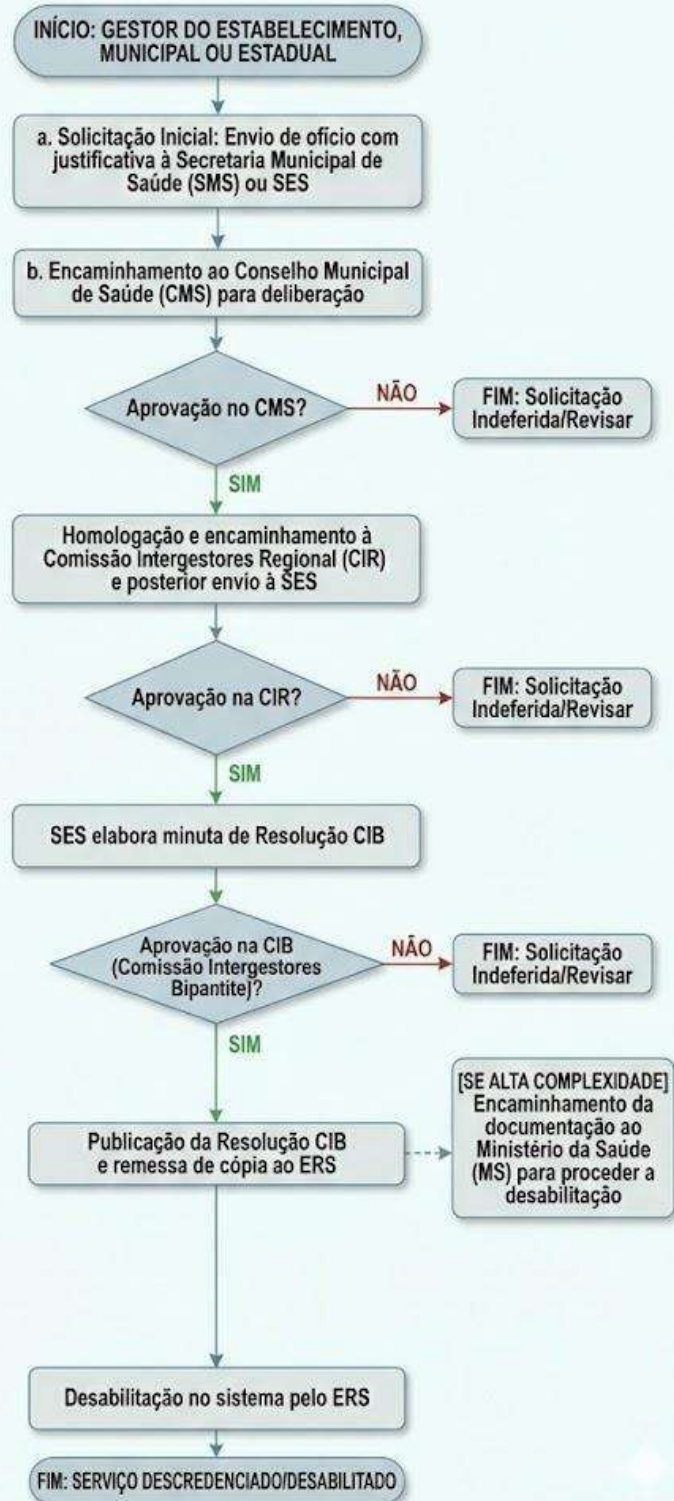 INÍCIO: GESTOR DO ESTABELECIMENTO,
MUNICIPAL OU ESTADUAL
a. Solicitação Inicial: Envio de ofício com
justificativa à Secretaria Municipal de
Saúde (SMS) ou SES
b. Encaminhamento ao Conselho Municipal
de Saúde (CMS) para deliberação
Aprovação no CMS?
NÃO
FIM: Solicitação
Indeferida/Revisar
SIM
Homologação e encaminhamento à
Comissão Intergestores Regional (CIR)
e posterior envio à SES
Aprovação na CIR?
NÃO
FIM: Solicitação
Indeferida/Revisar
SIM
SES elabora minuta de Resolução CIB
Aprovação na CIB
(Comissão Intergestores
Bipantite)?
NÃO
FIM: Solicitação
Indeferida/Revisar
SIM
Publicação da Resolução CIB
e remessa de cópia ao ERS
[SE ALTA COMPLEXIDADE]
Encaminhamento da
documentação ao
Ministério da Saúde
(MS) para proceder a
desabilitação
Desabilitação no sistema pelo ERS
FIM: SERVIÇO DESCREDENCIADO/DESABILITADO